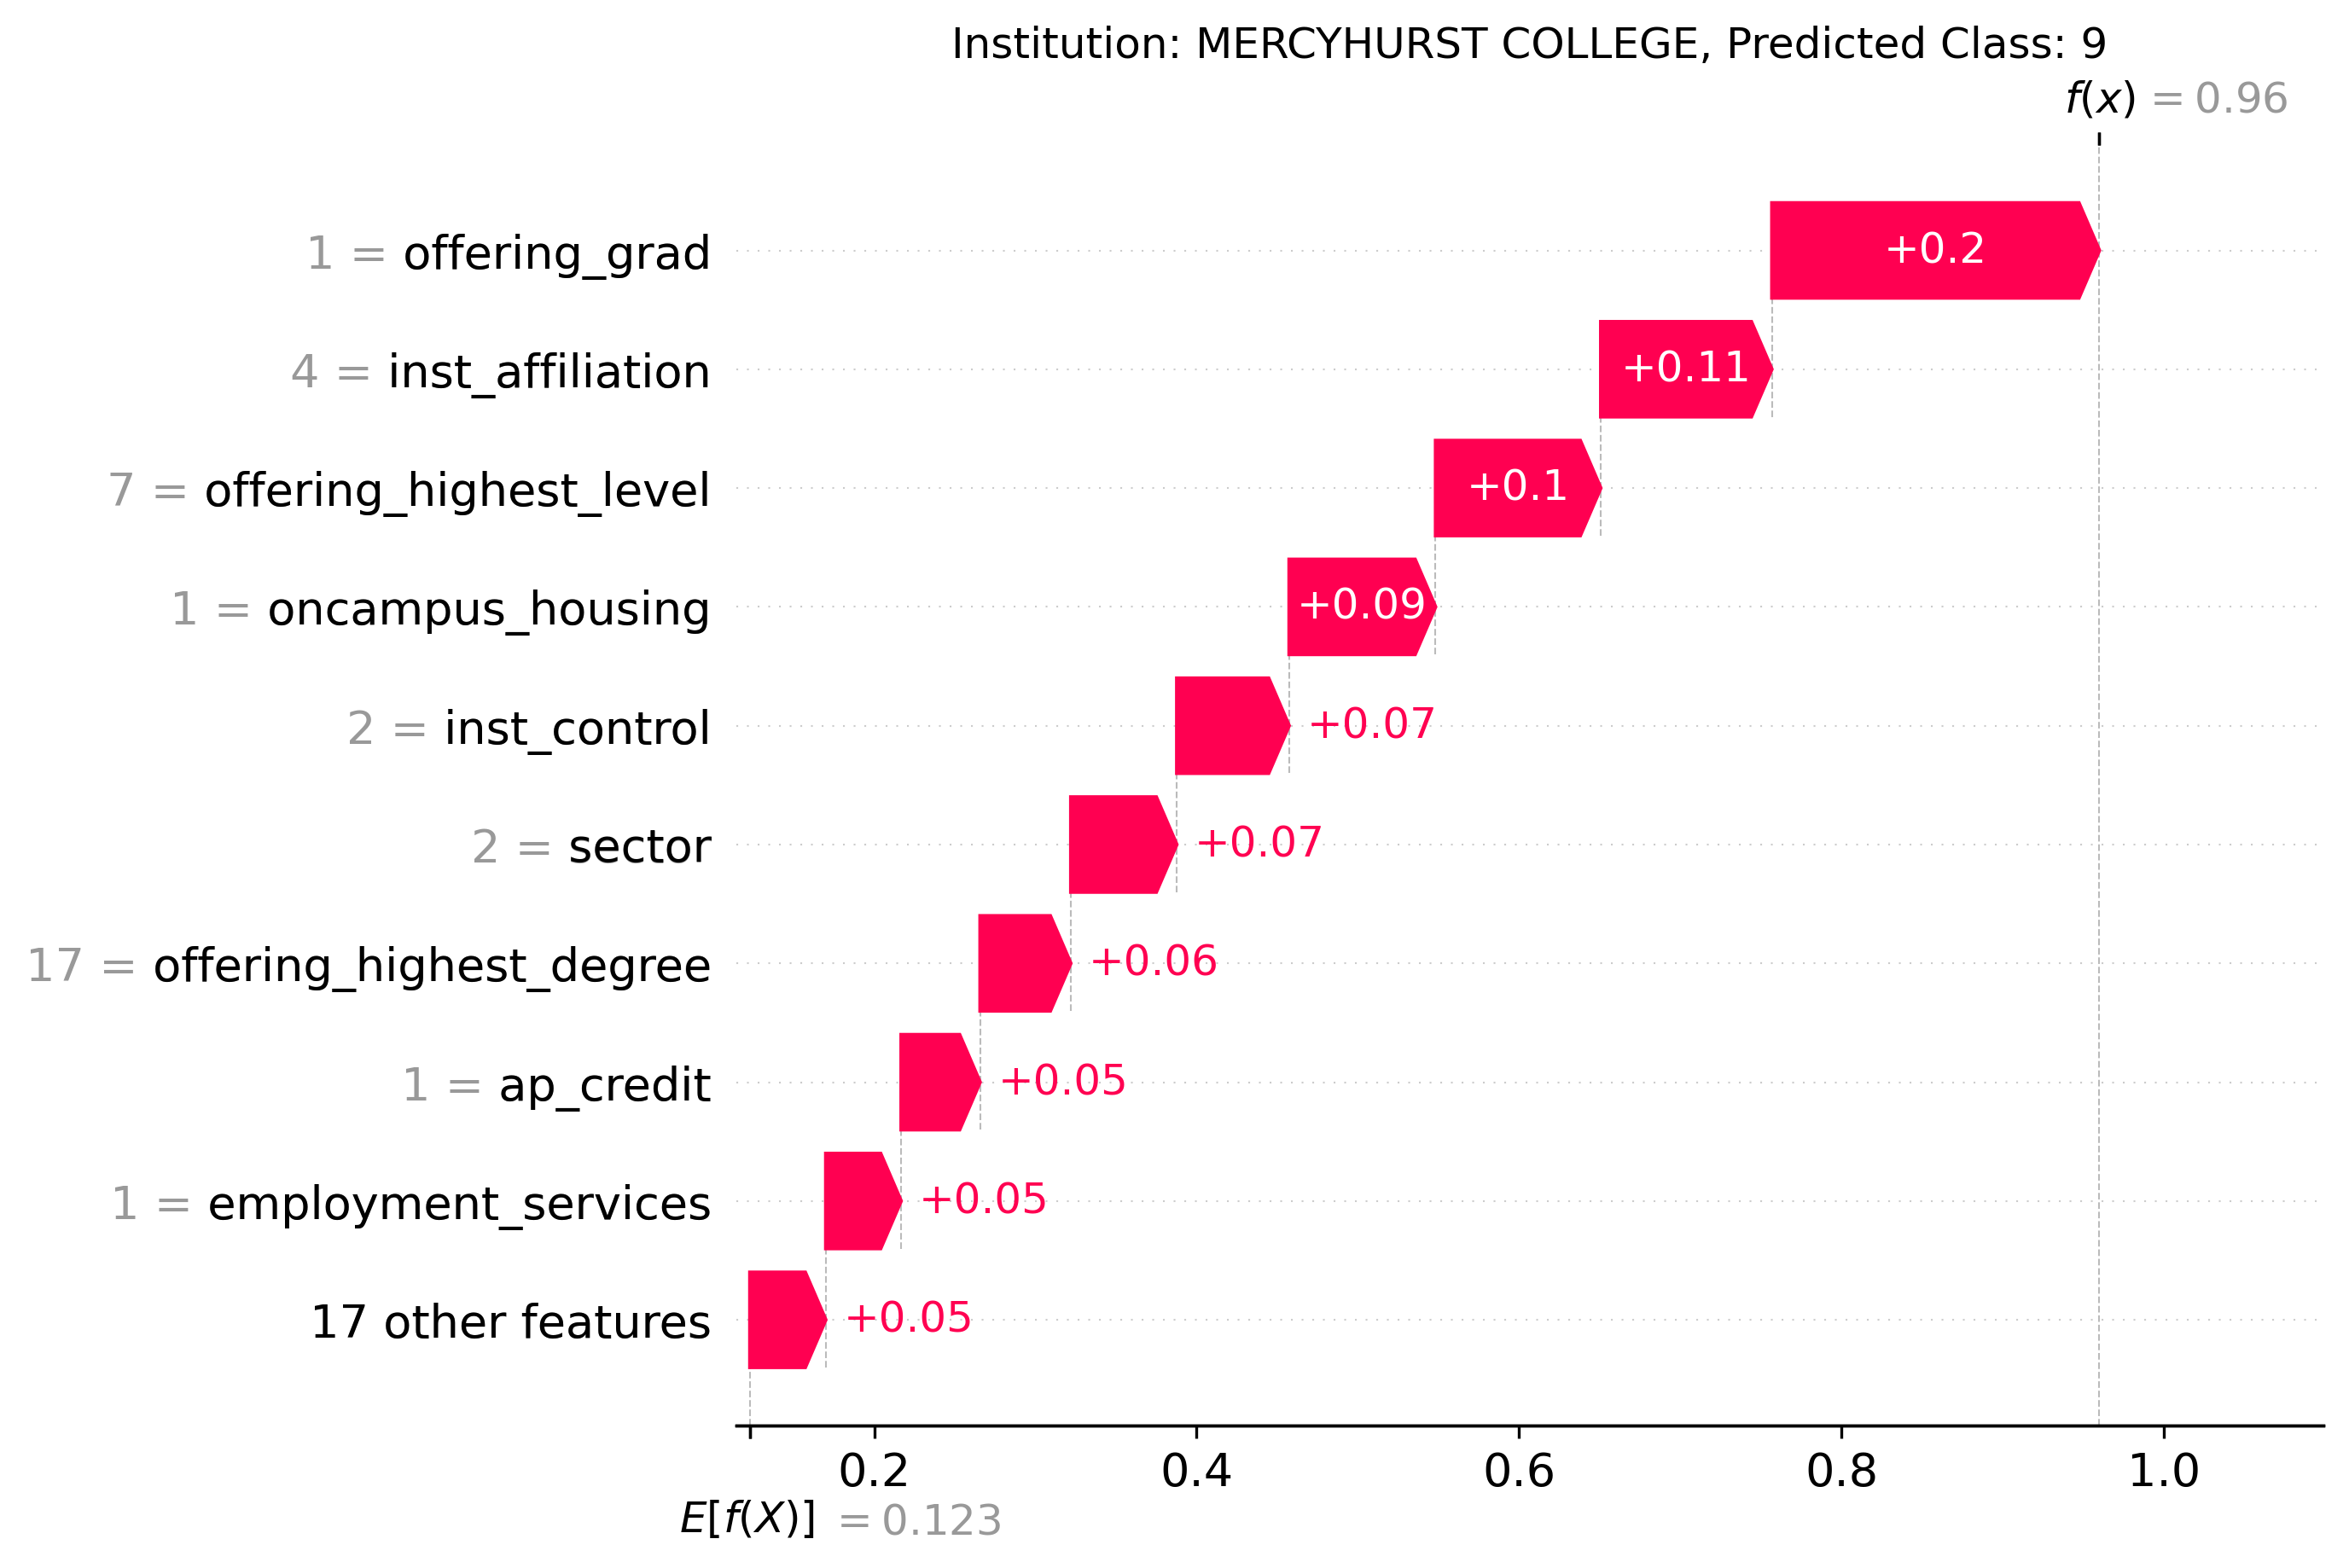 Institution: MERCYHURST COLLEGE, Predicted Class: 9
f(x) = 0.96
1 = offering_grad +0.2
4 = inst_affiliation +0.11
7 = offering_highest_level +0.1
1 = oncampus_housing +0.09
2 = inst_control +0.07
2 = sector +0.07
17 = offering_highest_degree +0.06
1 = ap_credit +0.05
1 = employment_services +0.05
17 other features +0.05
0.2 0.4 0.6 0.8 1.0
E[f(X)] = 0.123